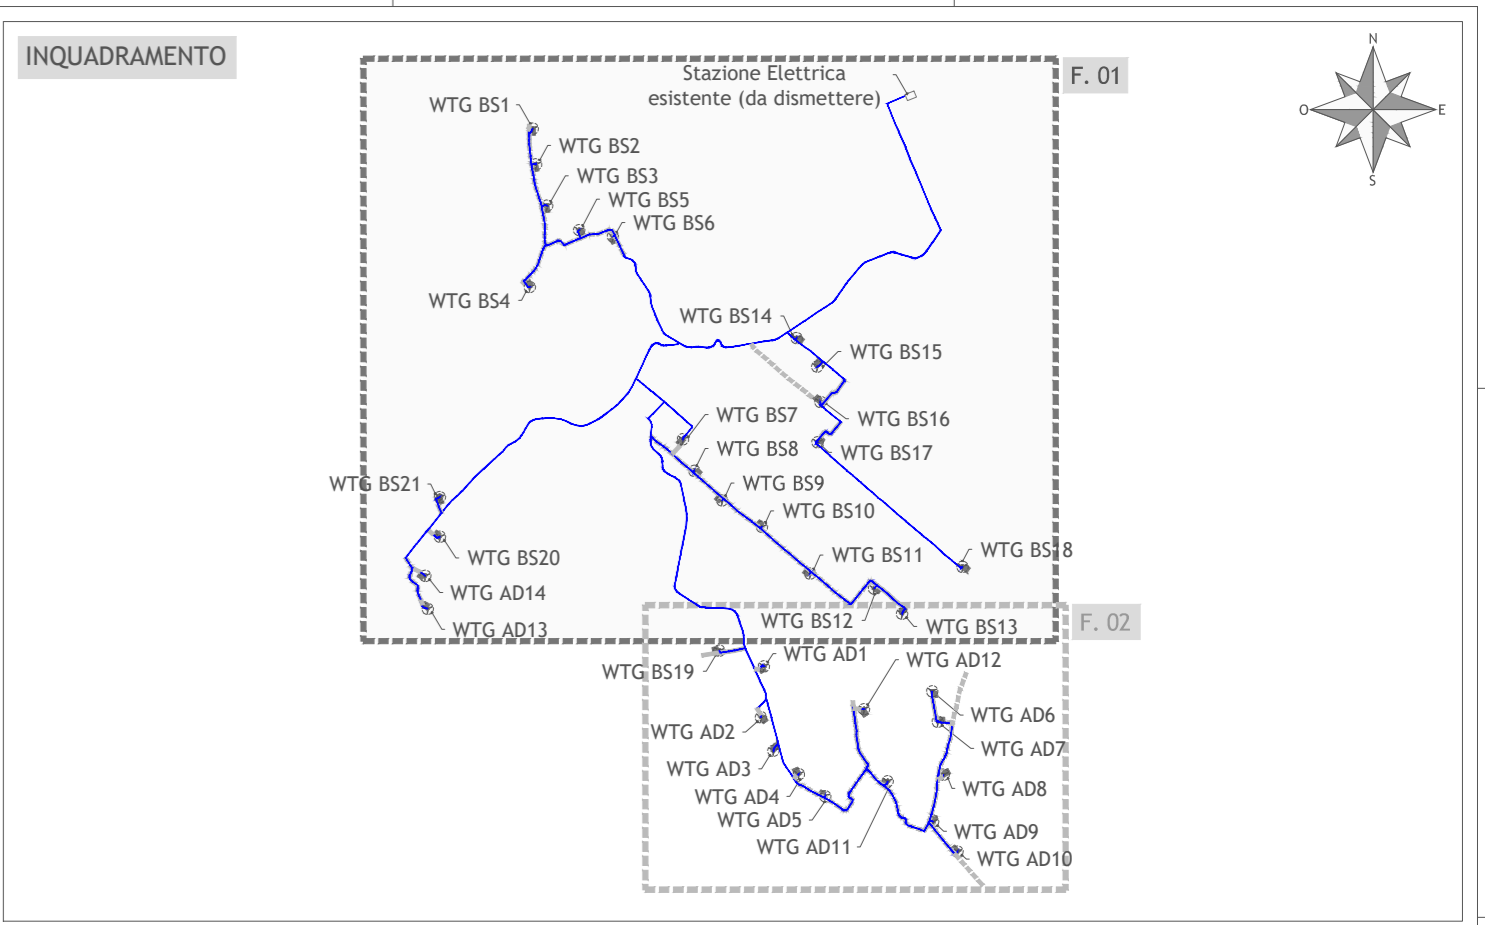 INQUADRAMENTO
F. 01
Stazione Elettrica
esistente (da dismettere)
N
O
E
S
WTG BS1
WTG BS2
WTG BS3
WTG BS5
WTG BS6
WTG BS4
WTG BS14
WTG BS15
WTG BS16
WTG BS7
WTG BS8
WTG BS17
WTG BS9
WTG BS21
WTG BS10
WTG BS11
WTG BS18
WTG BS20
WTG AD14
WTG AD13
WTG BS12
WTG BS13
F. 02
WTG AD1
WTG AD12
WTG BS19
WTG AD6
WTG AD2
WTG AD7
WTG AD3
WTG AD8
WTG AD4
WTG AD5
WTG AD9
WTG AD11
WTG AD10